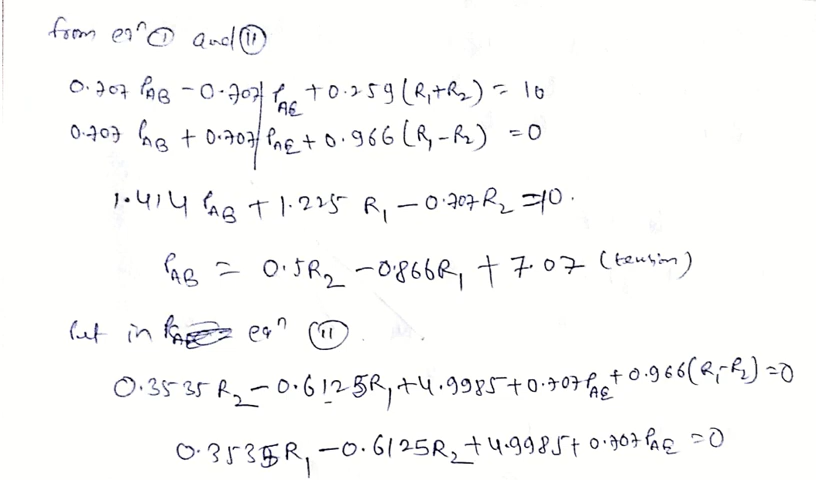 from eqⁿ ① and ⑪
0.707 P_AB - 0.707 P_AE + 0.259 (R₁+R₂) = 10
0.707 P_AB + 0.707 P_AE + 0.966 (R₁-R₂) = 0
1.414 P_AB + 1.225 R₁ - 0.707 R₂ = 10.
P_AB = 0.5R₂ - 0.866R₁ + 7.07 (tension)
Put in eqⁿ ⑪.
0.3535 R₂ - 0.6125R₁ + 4.9985 + 0.707 P_AE + 0.966 (R₁-R₂) = 0
0.3535R₁ - 0.6125R₂ + 4.9985 + 0.707 P_AE = 0